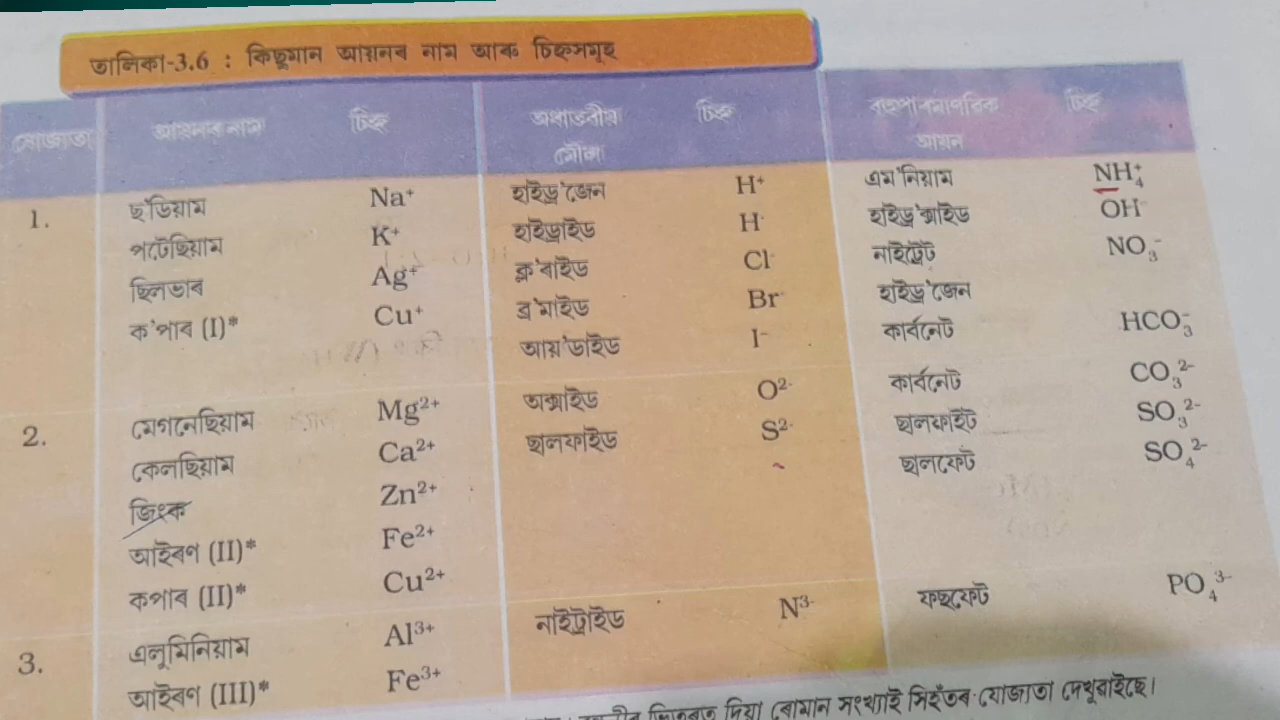 তালিকা-3.6 : কিছুমান আয়নৰ নাম আৰু চিহ্নসমূহ
যোজ্যতা আয়নৰ নাম চিহ্ন অধাতবীয় মৌল চিহ্ন বহুপাৰমাণৱিক আয়ন চিহ্ন
1. ছ'ডিয়াম Na⁺ হাইড্ৰ'জেন H⁺ এম'নিয়াম NH₄⁺
পটেছিয়াম K⁺ হাইড্ৰাইড H⁻ হাইড্ৰ'ক্সাইড OH⁻
ছিলভাৰ Ag⁺ ক্ল'ৰাইড Cl⁻ নাইট্ৰেট NO₃⁻
ক'পাৰ (I)* Cu⁺ ব্ৰ'মাইড Br⁻ হাইড্ৰ'জেন
আয়'ডাইড I⁻ কাৰ্বনেট HCO₃⁻
2. মেগনেছিয়াম Mg²⁺ অক্সাইড O²⁻ কাৰ্বনেট CO₃²⁻
কেলছিয়াম Ca²⁺ ছালফাইড S²⁻ ছালফাইট SO₃²⁻
জিংক Zn²⁺ ছালফেট SO₄²⁻
আইৰণ (II)* Fe²⁺
কপাৰ (II)* Cu²⁺
3. এলুমিনিয়াম Al³⁺ নাইট্ৰাইড N³⁻ ফছফেট PO₄³⁻
আইৰণ (III)* Fe³⁺
ভিতৰত দিয়া ৰোমান সংখ্যাই সিহঁতৰ যোজ্যতা দেখুৱাইছে।